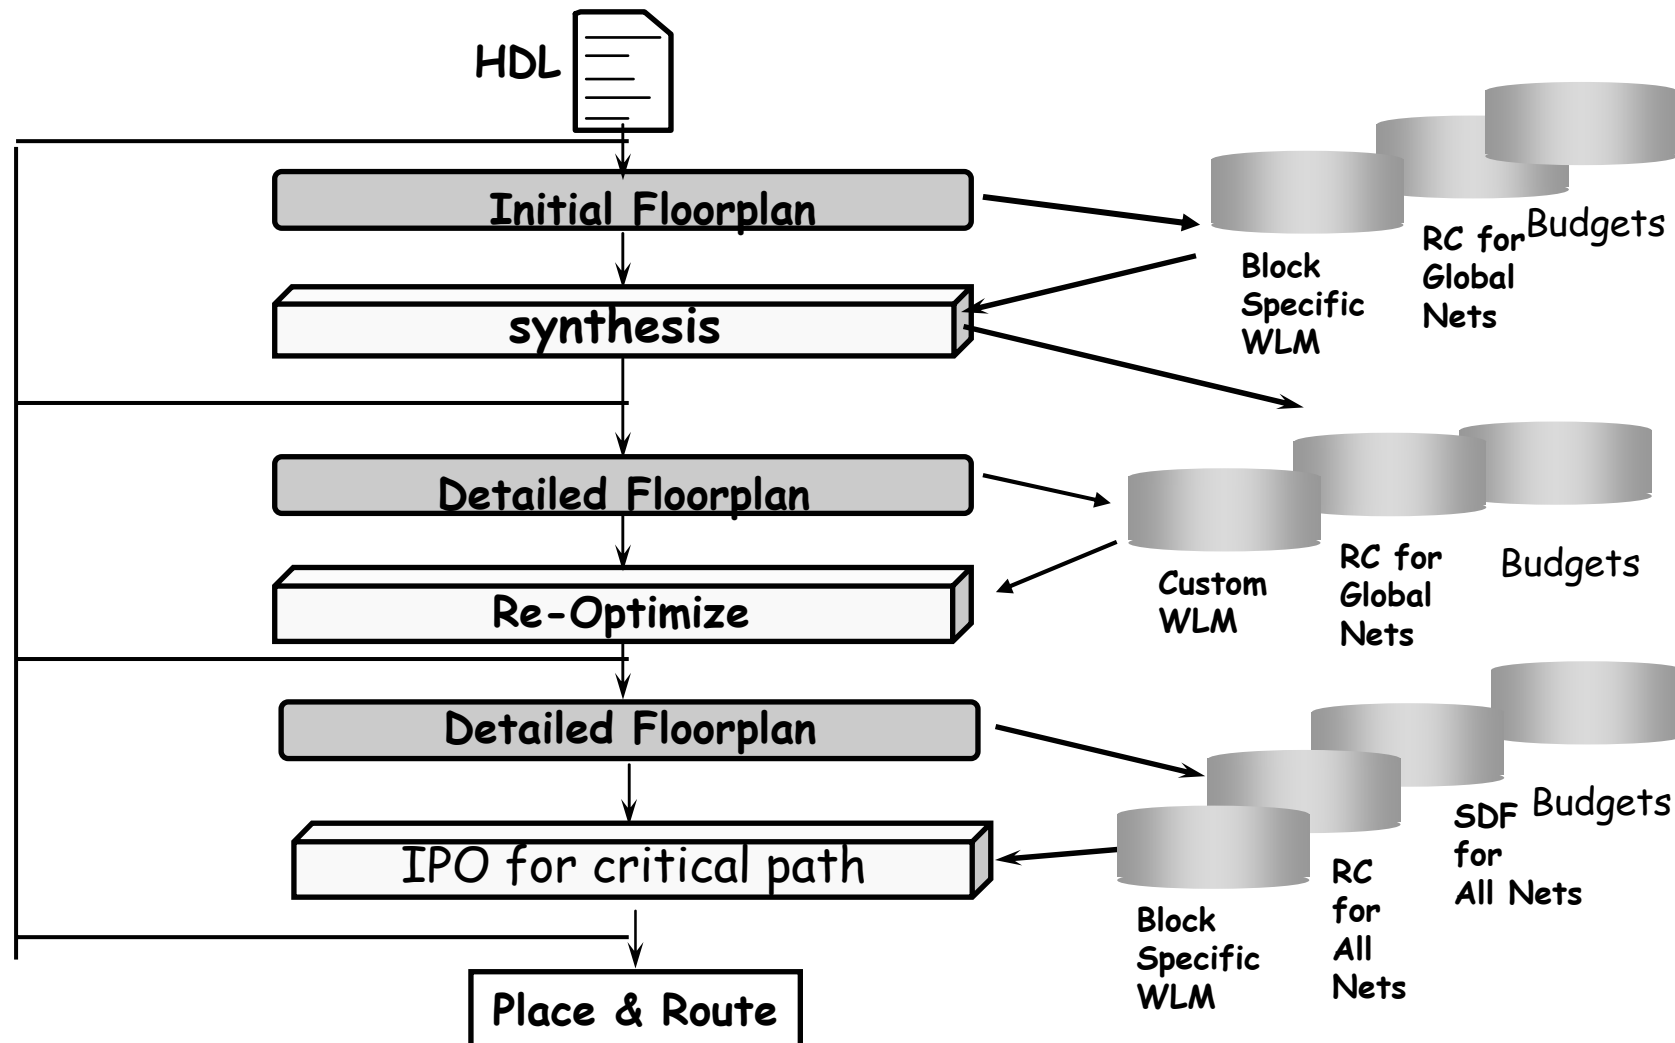 HDL
Initial Floorplan
Budgets
RC for
Global
Nets
Block
Specific
WLM
synthesis
Detailed Floorplan
Custom
WLM
RC for
Global
Nets
Budgets
Re-Optimize
Detailed Floorplan
Budgets
SDF
for
All Nets
IPO for critical path
RC
for
All
Nets
Block
Specific
WLM
Place & Route